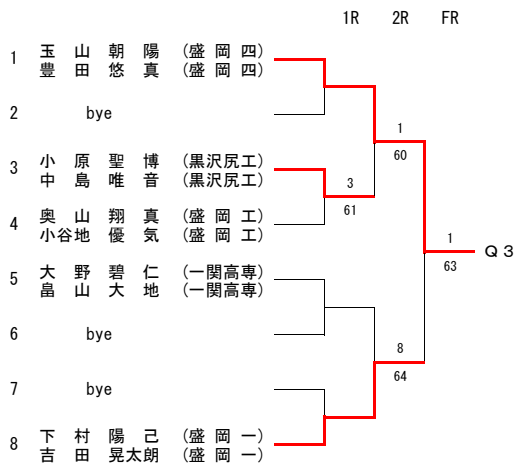 1R 2R FR
1 玉 山 朝 陽 (盛 岡 四)
豊 田 悠 真 (盛 岡 四)
2 bye
1
60
3 小 原 聖 博 (黒沢尻工)
中 島 唯 音 (黒沢尻工)
3
61
4 奥 山 翔 真 (盛 岡 工)
小谷地 優 気 (盛 岡 工)
1
63
Q3
5 大 野 碧 仁 (一関高専)
畠 山 大 地 (一関高専)
6 bye
8
64
7 bye
8 下 村 陽 己 (盛 岡 一)
吉 田 晃太朗 (盛 岡 一)